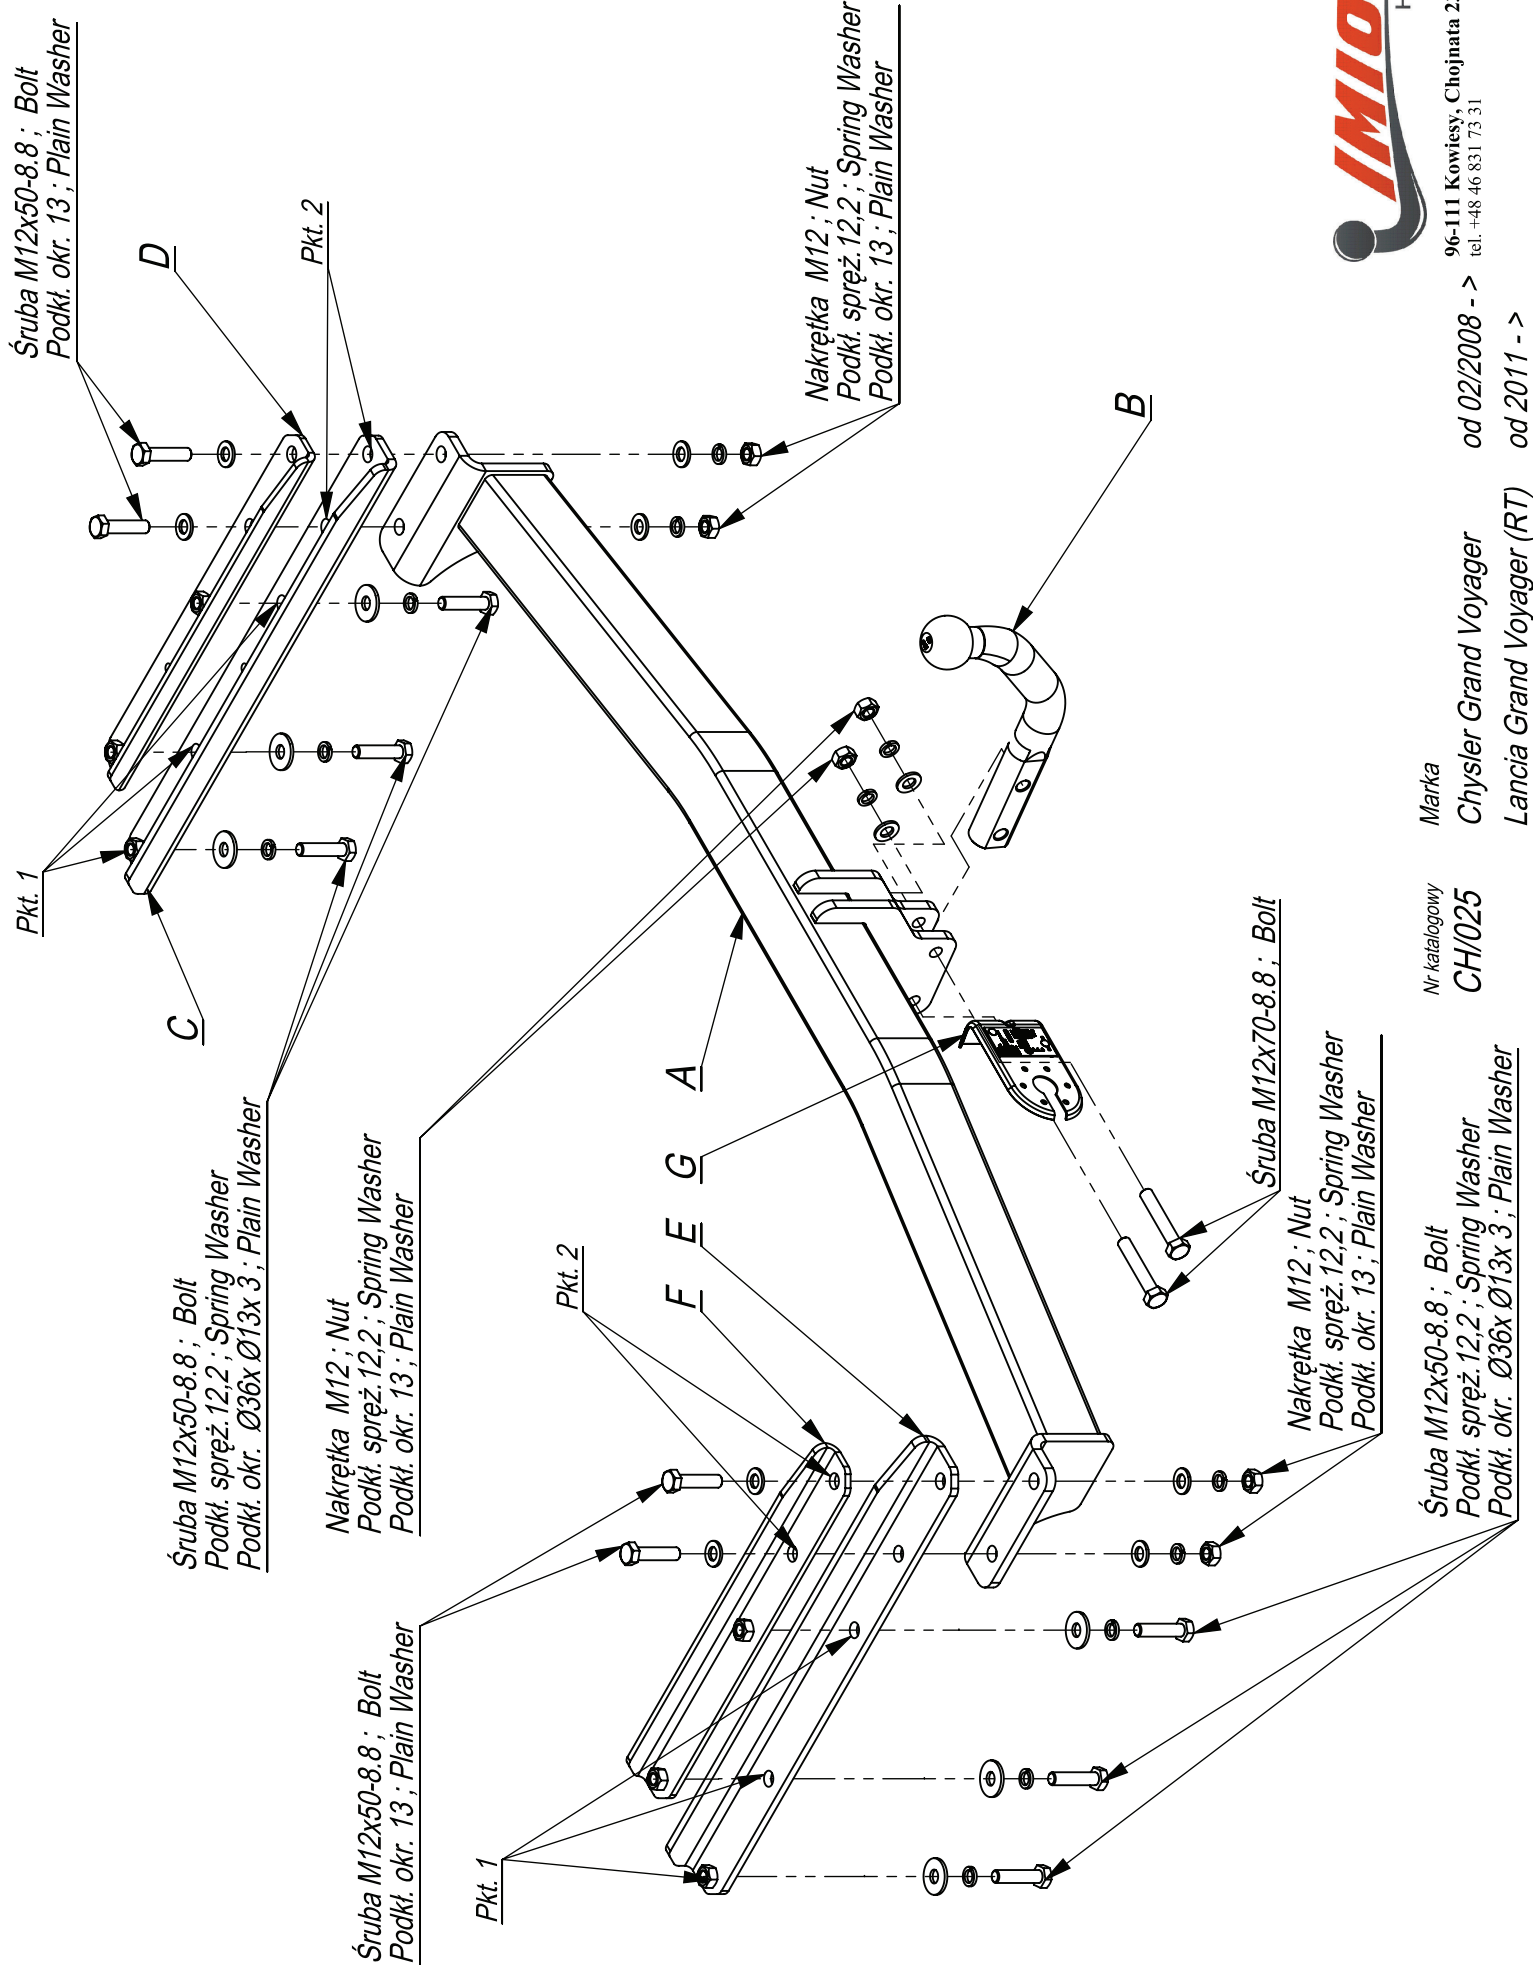 Śruba M12x50-8.8 ; Bolt
Podkł. okr. 13 ; Plain Washer
Pkt. 1
Śruba M12x50-8.8 ; Bolt
Podkł. spręż.12,2 ; Spring Washer
Podkł. okr. Ø36x Ø13x 3 ; Plain Washer
Nakrętka M12 ; Nut
Podkł. spręż.12,2 ; Spring Washer
Podkł. okr. 13 ; Plain Washer
Pkt. 2
F
E
G
A
C
Pkt. 1
D
Śruba M12x50-8.8 ; Bolt
Podkł. okr. 13 ; Plain Washer
Pkt. 2
Nakrętka M12 ; Nut
Podkł. spręż.12,2 ; Spring Washer
Podkł. okr. 13 ; Plain Washer
B
Śruba M12x70-8.8 ; Bolt
Nakrętka M12 ; Nut
Podkł. spręż.12,2 ; Spring Washer
Podkł. okr. 13 ; Plain Washer
Śruba M12x50-8.8 ; Bolt
Podkł. spręż.12,2 ; Spring Washer
Podkł. okr. Ø36x Ø13x 3 ; Plain Washer
Nr katalogowy
CH/025
Marka
Chysler Grand Voyager od 02/2008 - >
Lancia Grand Voyager (RT) od 2011 - >
IMIO
96-111 Kowiesy, Chojnata
tel. +48 46 831 73 31